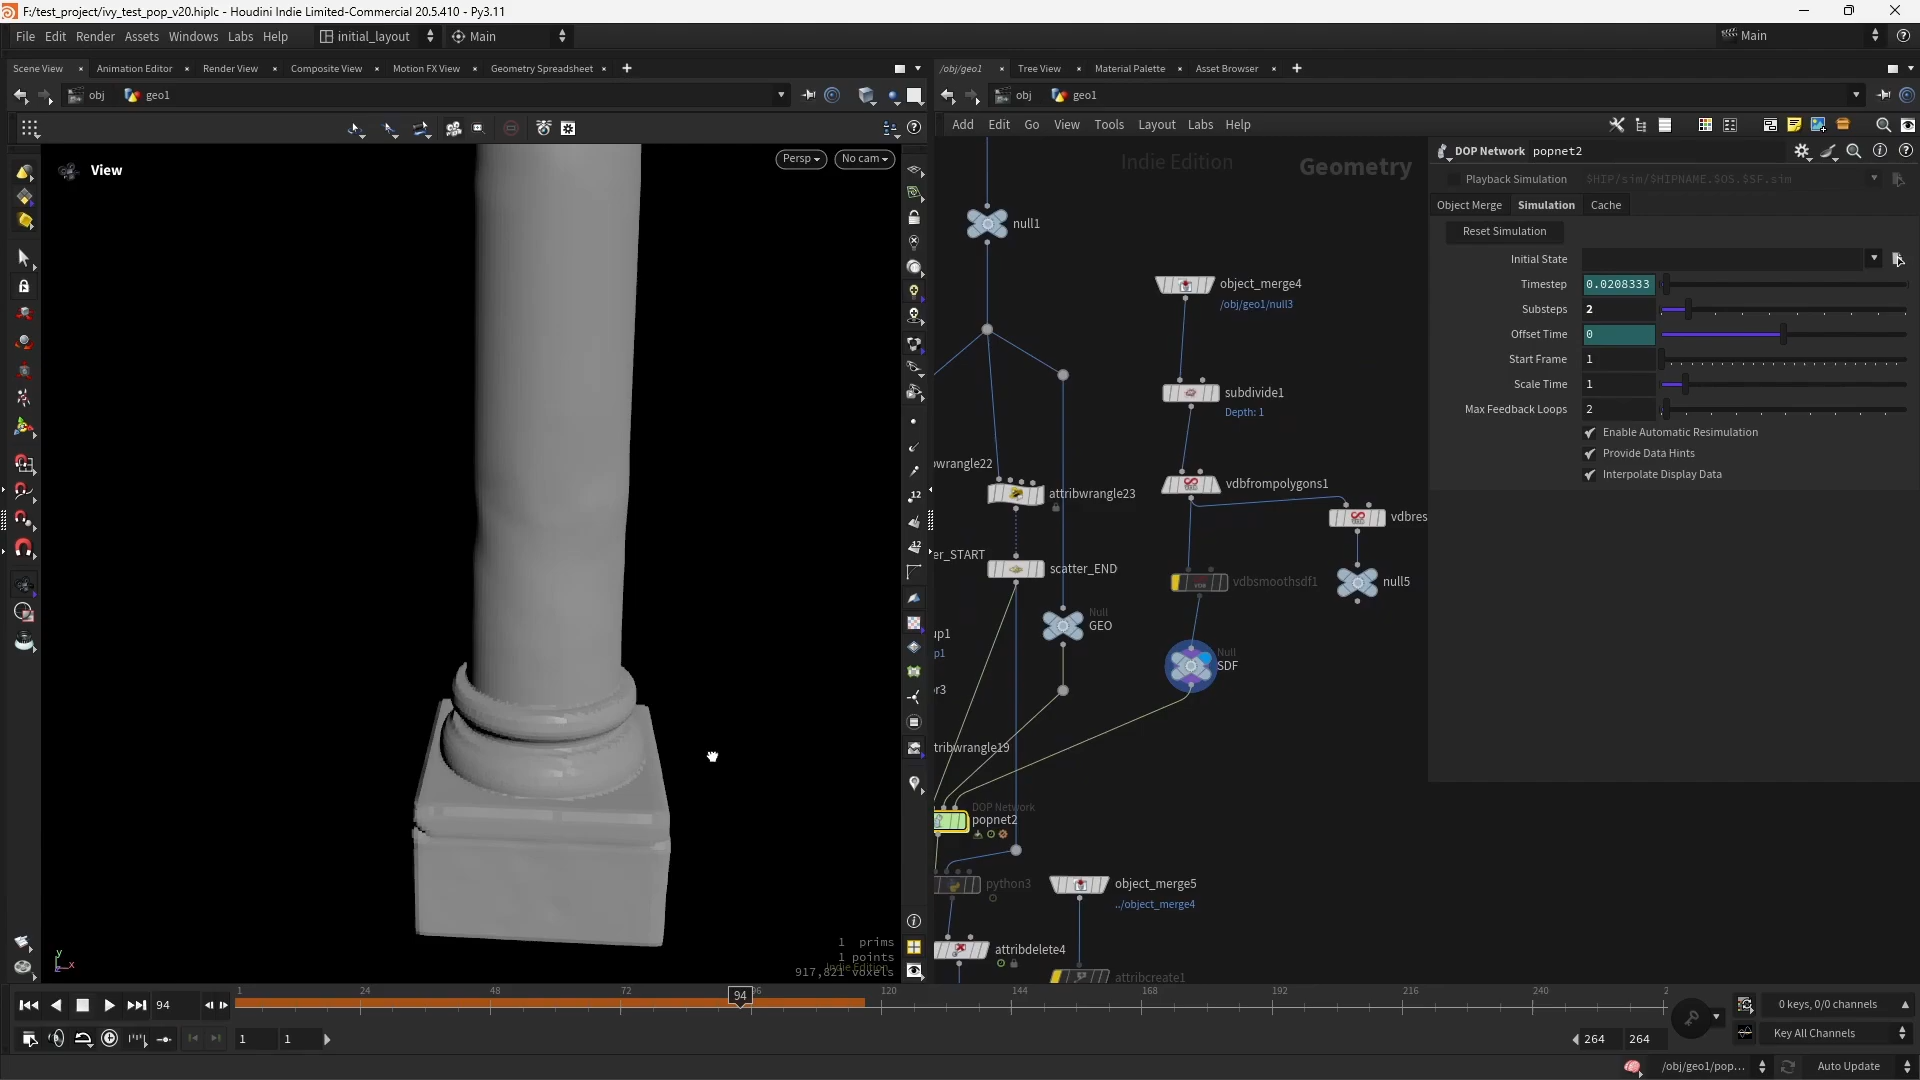 F:/test_project/ivy_test_pop_v20.hiplc - Houdini Indie Limited-Commercial 20.5.410 - Py3.11
File Edit Render Assets Windows Labs Help initial_layout Main Main
Scene View Animation Editor Render View Composite View Motion FX View Geometry Spreadsheet
obj geo1
View
Persp No cam
12
12
1 prims
1 points
917,821 voxels
Indie Edition
y
x
/obj/geo1 Tree View Material Palette Asset Browser
obj geo1
Add Edit Go View Tools Layout Labs Help
Indie Edition
Geometry
null1
object_merge4
/obj/geo1/null3
subdivide1
Depth: 1
wrangle22
attribwrangle23
vdbfrompolygons1
vdbres
er_START
scatter_END
vdbsmoothsdf1
null5
Null
GEO
up1
p1
Null
SDF
r3
tribwrangle19
DOP Network
popnet2
python3
object_merge5
../object_merge4
attribdelete4
attribcreate1
DOP Network popnet2
Playback Simulation $HIP/sim/$HIPNAME.$OS.$SF.sim
Object Merge Simulation Cache
Reset Simulation
Initial State
Timestep 0.0208333
Substeps 2
Offset Time 0
Start Frame 1
Scale Time 1
Max Feedback Loops 2
Enable Automatic Resimulation
Provide Data Hints
Interpolate Display Data
94
1 24 48 72 94 96 120 144 168 192 216 240 2
0 keys, 0/0 channels
1 1
264 264
Key All Channels
/obj/geo1/pop... Auto Update